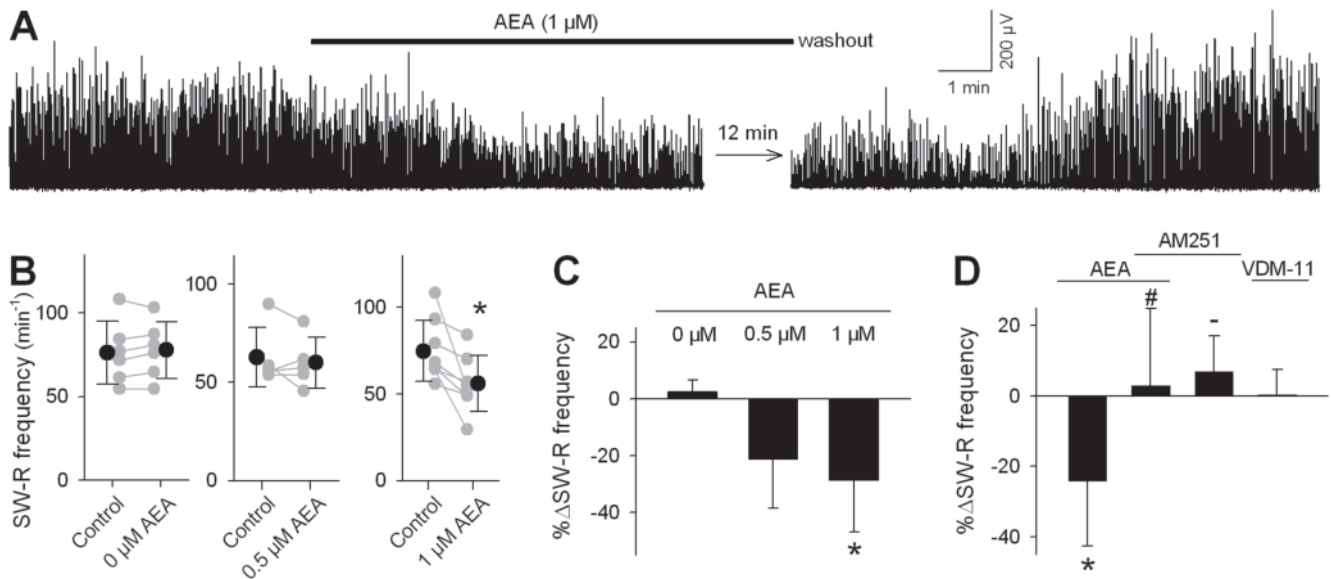 A
AEA (1 µM)
washout
200 µV
1 min
12 min
B
SW-R frequency (min⁻¹)
100
50
0
Control
0 µM AEA
100
50
0
Control
0.5 µM AEA
100
50
0
*
Control
1 µM AEA
C
AEA
0 µM 0.5 µM 1 µM
%ΔSW-R frequency
20
0
-20
-40
*
D
AM251
AEA
VDM-11
#
-
%ΔSW-R frequency
20
0
-20
-40
*